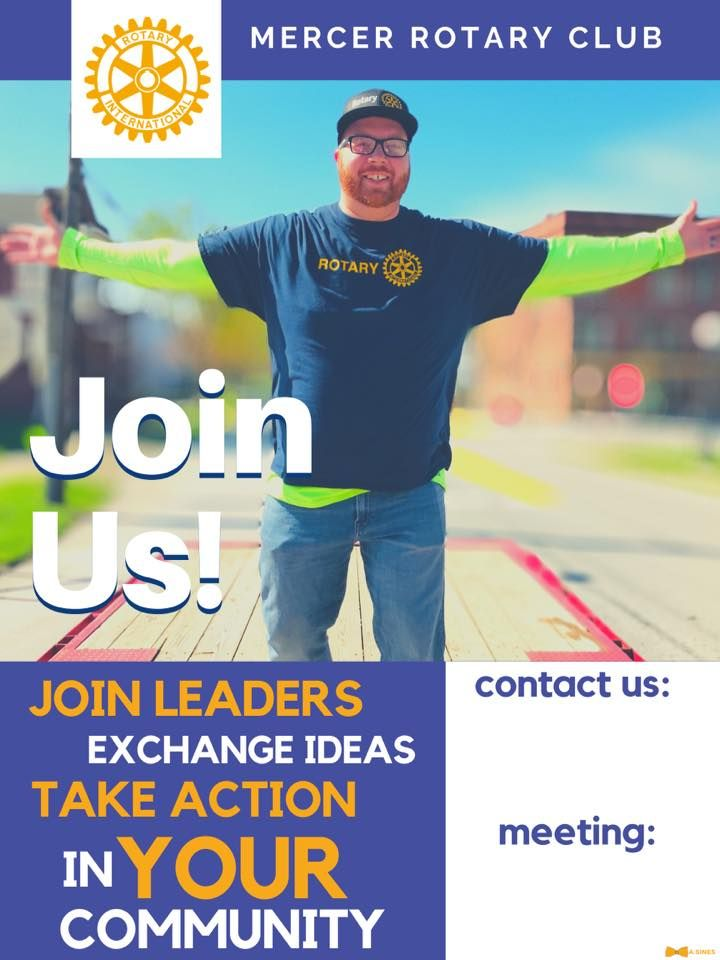 ROTARY
INTERNATIONAL
MERCER ROTARY CLUB
Rotary
ROTARY
Join
Us!
JOIN LEADERS
EXCHANGE IDEAS
TAKE ACTION
IN YOUR
COMMUNITY
contact us:
meeting:
A.SINES